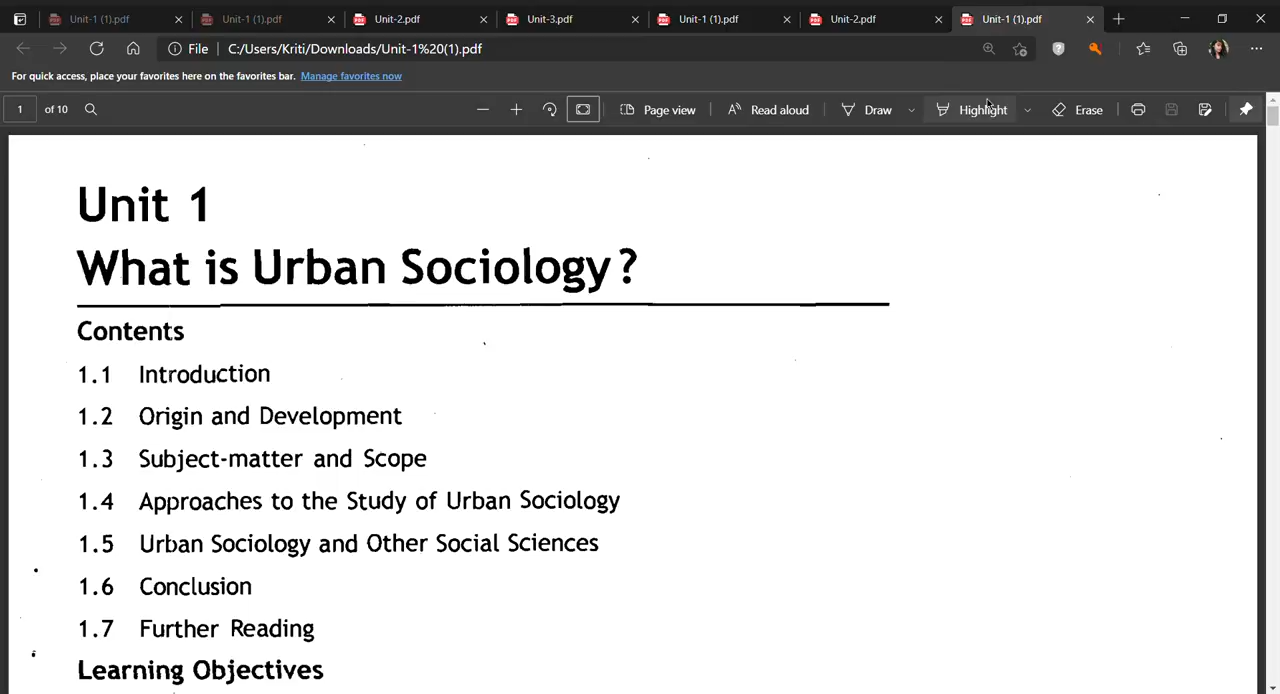 Unit-1 (1).pdf
Unit-1 (1).pdf
Unit-2.pdf
Unit-3.pdf
Unit-1 (1).pdf
Unit-2.pdf
Unit-1 (1).pdf
File C:/Users/Kriti/Downloads/Unit-1%20(1).pdf
For quick access, place your favorites here on the favorites bar. Manage favorites now
1 of 10 Page view Read aloud Draw Highlight Erase
Unit 1
What is Urban Sociology?
Contents
1.1 Introduction
1.2 Origin and Development
1.3 Subject-matter and Scope
1.4 Approaches to the Study of Urban Sociology
1.5 Urban Sociology and Other Social Sciences
1.6 Conclusion
1.7 Further Reading
Learning Objectives